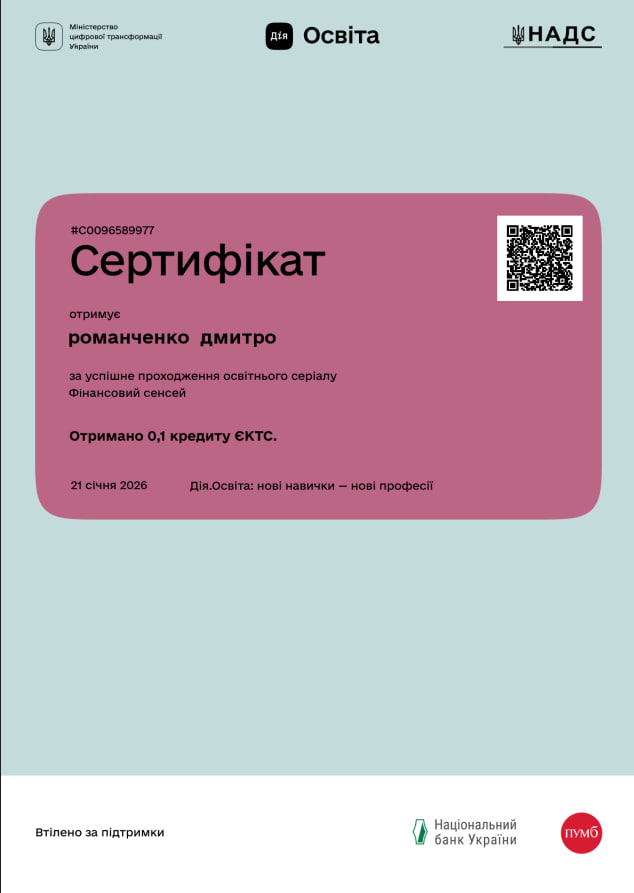 Міністерство
цифрової трансформації
України
Дія Освіта
НАДС
#C0096589977
Сертифікат
отримує
романченко дмитро
за успішне проходження освітнього серіалу
Фінансовий сенсей
Отримано 0,1 кредиту ЄКТС.
21 січня 2026 Дія.Освіта: нові навички — нові професії
Втілено за підтримки
Національний
банк України
ПУМБ